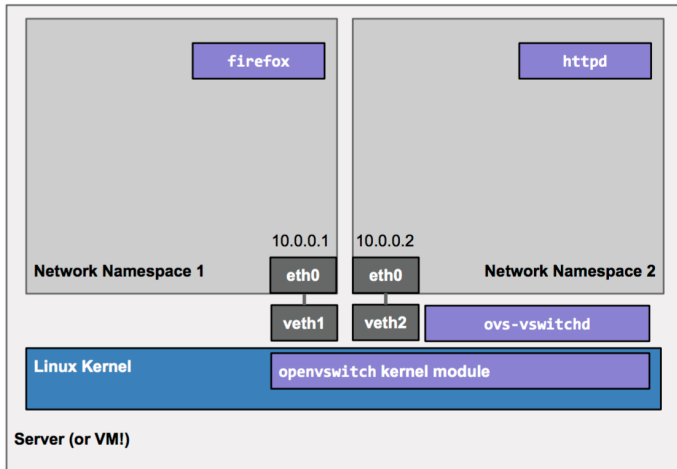 firefox
httpd
10.0.0.1
10.0.0.2
Network Namespace 1
eth0
eth0
Network Namespace 2
veth1
veth2
ovs-vswitchd
Linux Kernel
openvswitch kernel module
Server (or VM!)